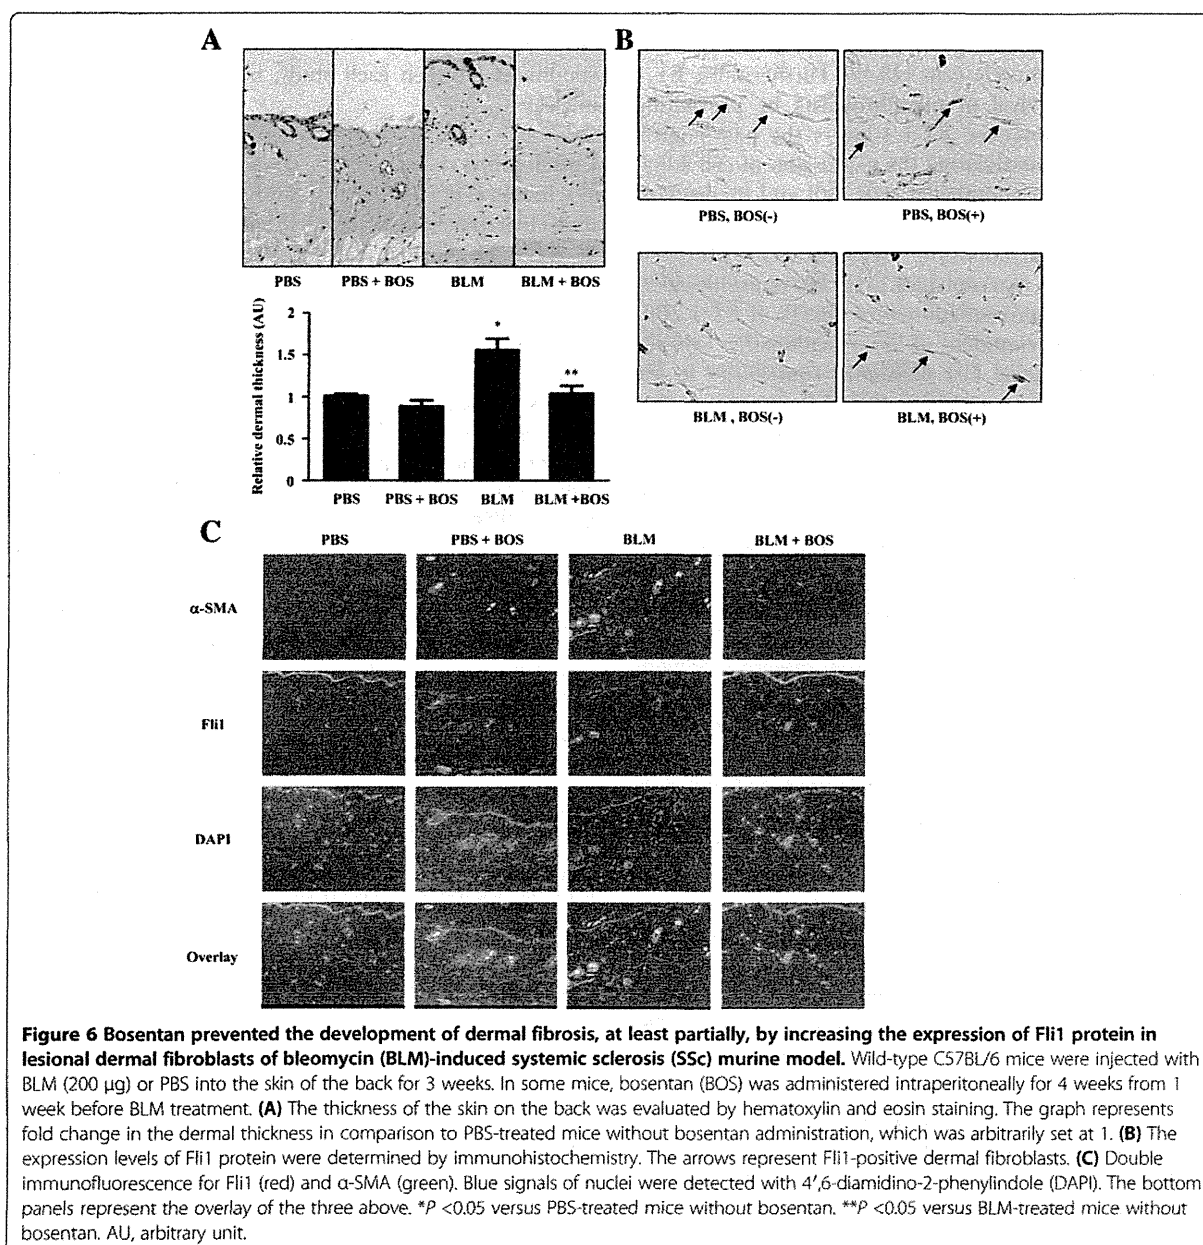 A
B
PBS
PBS + BOS
BLM
BLM + BOS
PBS, BOS(-)
PBS, BOS(+)
Relative dermal thickness (AU)
2
1.5
1
0.5
0
*
**
PBS
PBS + BOS
BLM
BLM +BOS
BLM , BOS(-)
BLM, BOS(+)
C
PBS
PBS + BOS
BLM
BLM + BOS
α-SMA
Fli1
DAPI
Overlay
Figure 6 Bosentan prevented the development of dermal fibrosis, at least partially, by increasing the expression of Fli1 protein in
lesional dermal fibroblasts of bleomycin (BLM)-induced systemic sclerosis (SSc) murine model. Wild-type C57BL/6 mice were injected with
BLM (200 μg) or PBS into the skin of the back for 3 weeks. In some mice, bosentan (BOS) was administered intraperitoneally for 4 weeks from 1
week before BLM treatment. (A) The thickness of the skin on the back was evaluated by hematoxylin and eosin staining. The graph represents
fold change in the dermal thickness in comparison to PBS-treated mice without bosentan administration, which was arbitrarily set at 1. (B) The
expression levels of Fli1 protein were determined by immunohistochemistry. The arrows represent Fli1-positive dermal fibroblasts. (C) Double
immunofluorescence for Fli1 (red) and α-SMA (green). Blue signals of nuclei were detected with 4′,6-diamidino-2-phenylindole (DAPI). The bottom
panels represent the overlay of the three above. *P <0.05 versus PBS-treated mice without bosentan. **P <0.05 versus BLM-treated mice without
bosentan. AU, arbitrary unit.